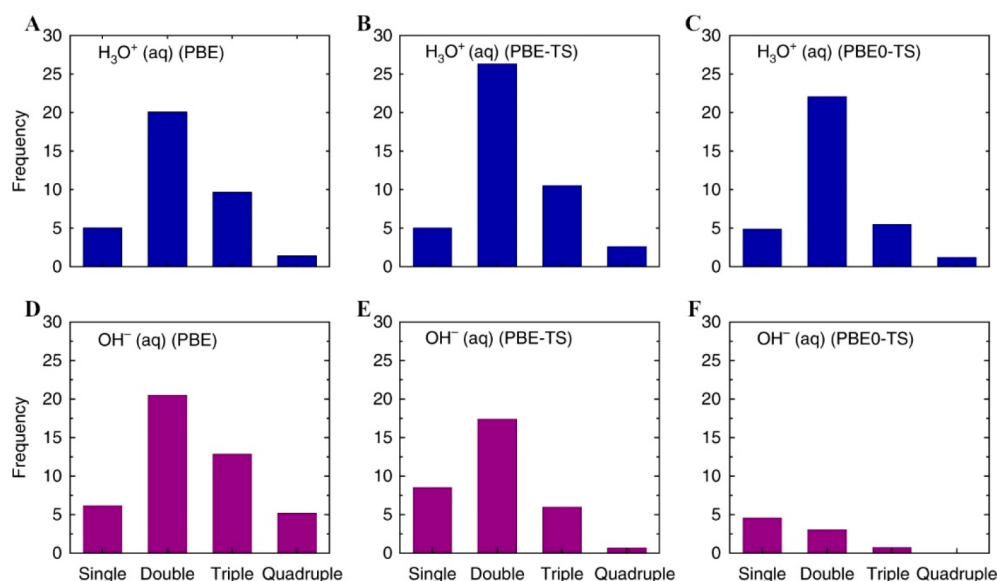 A
B
C
H₃O⁺ (aq) (PBE)
H₃O⁺ (aq) (PBE-TS)
H₃O⁺ (aq) (PBE0-TS)
Frequency
30
25
20
15
10
5
0
30
25
20
15
10
5
0
30
25
20
15
10
5
0
D
E
F
OH⁻ (aq) (PBE)
OH⁻ (aq) (PBE-TS)
OH⁻ (aq) (PBE0-TS)
Frequency
30
25
20
15
10
5
0
30
25
20
15
10
5
0
30
25
20
15
10
5
0
Single Double Triple Quadruple
Single Double Triple Quadruple
Single Double Triple Quadruple